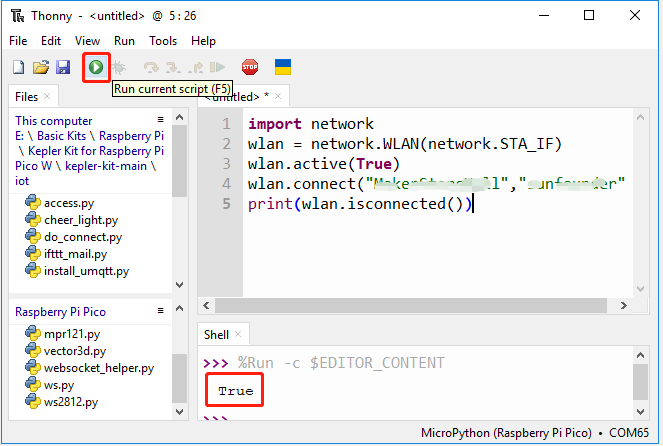 Thonny - <untitled> @ 5 : 26
File Edit View Run Tools Help
STOP
Run current script (F5)
Files ×
This computer
E: \ Basic Kits \ Raspberry Pi
\ Kepler Kit for Raspberry Pi
Pico W \ kepler-kit-main \
iot
access.py
cheer_light.py
do_connect.py
ifttt_mail.py
install_umqtt.py
Raspberry Pi Pico
mpr121.py
vector3d.py
websocket_helper.py
ws.py
ws2812.py
<untitled> * ×
1 import network
2 wlan = network.WLAN(network.STA_IF)
3 wlan.active(True)
4 wlan.connect("
5 print(wlan.isconnected())
Shell ×
>>> %Run -c $EDITOR_CONTENT
True
>>>
MicroPython (Raspberry Pi Pico) • COM65